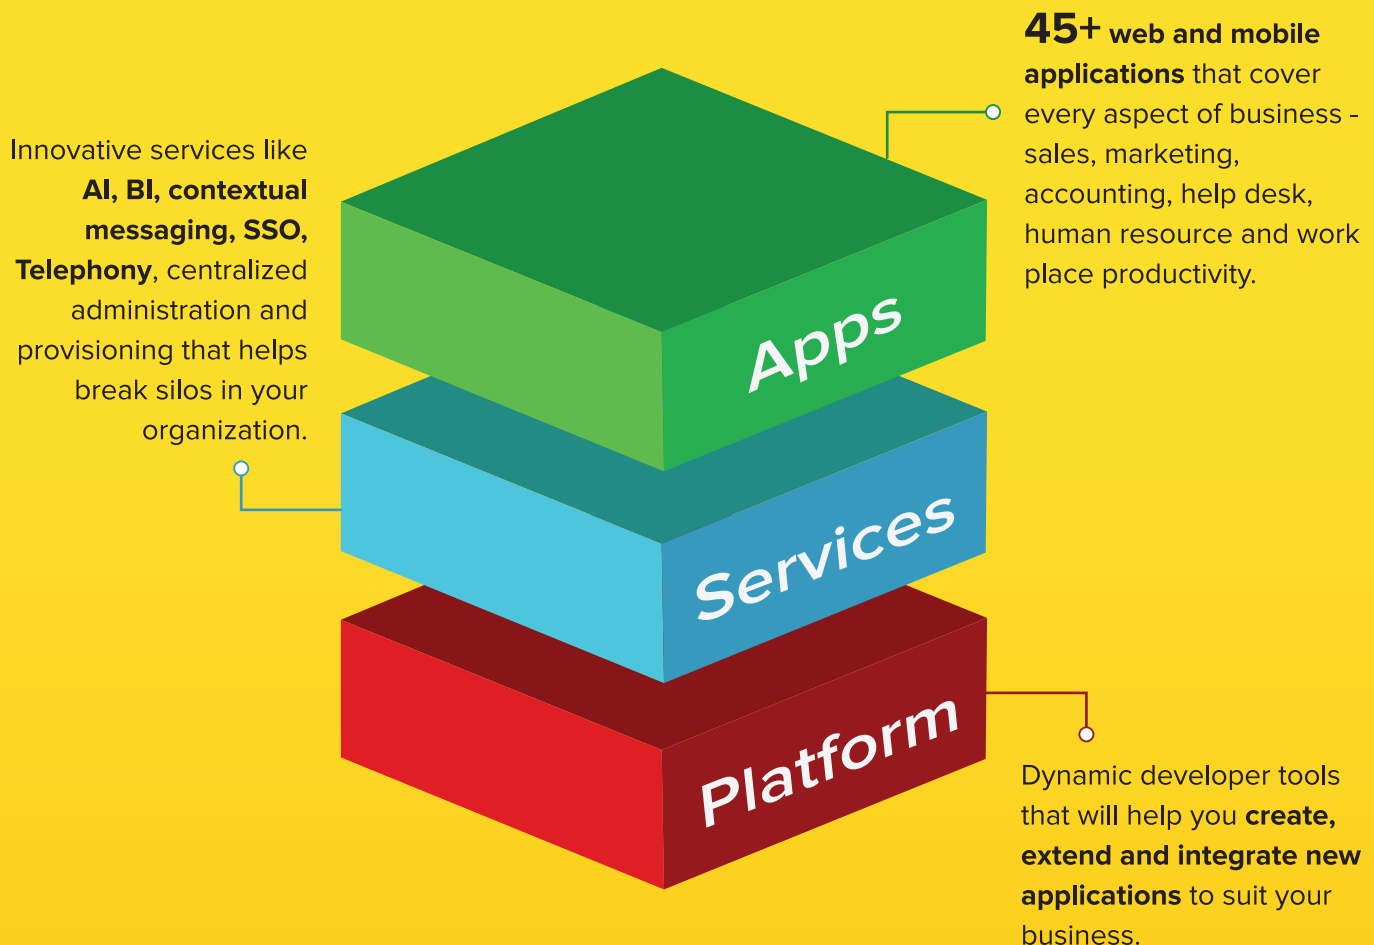 45+ web and mobile
applications that cover
every aspect of business -
sales, marketing,
accounting, help desk,
human resource and work
place productivity.
Innovative services like
AI, BI, contextual
messaging, SSO,
Telephony, centralized
administration and
provisioning that helps
break silos in your
organization.
Apps
Services
Platform
Dynamic developer tools
that will help you create,
extend and integrate new
applications to suit your
business.